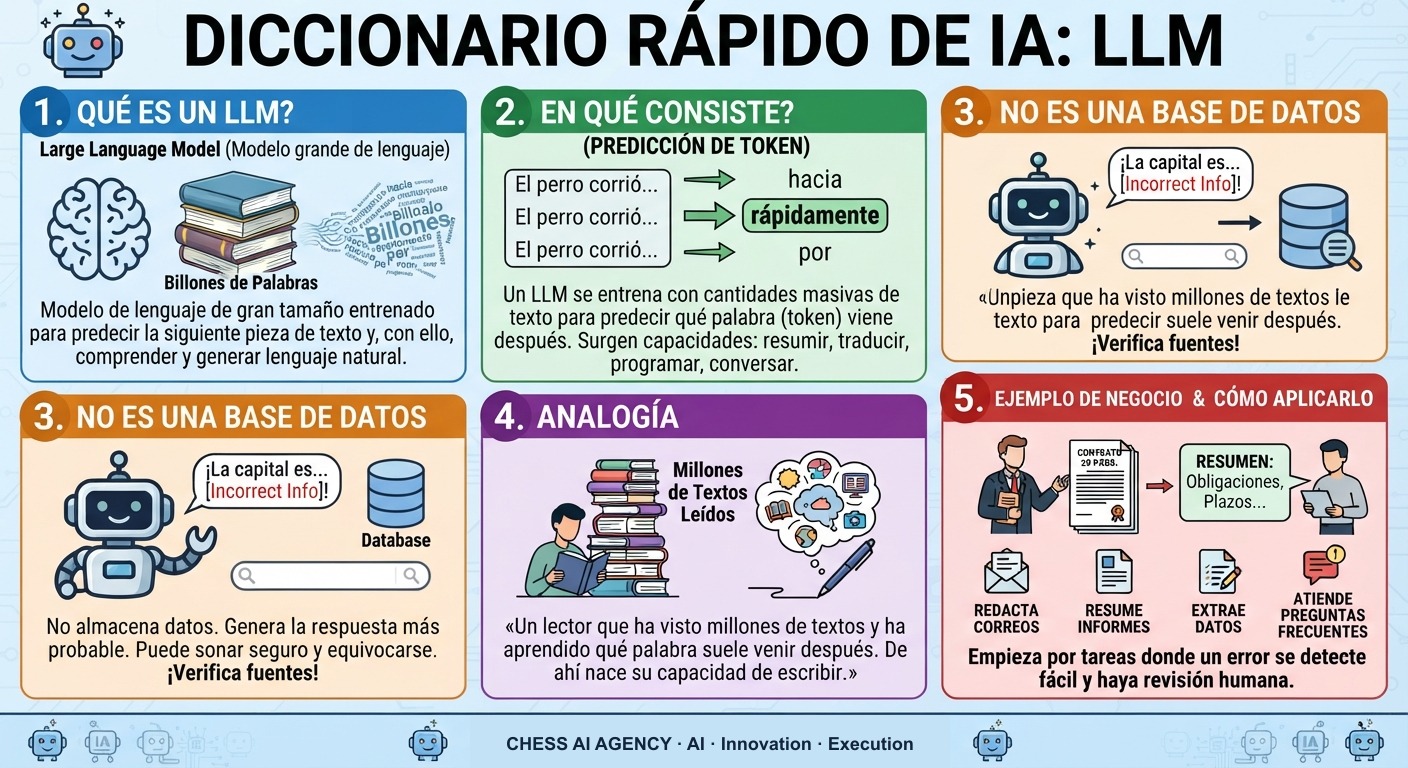 DICCIONARIO RÁPIDO DE IA: LLM
1. QUÉ ES UN LLM?
Large Language Model (Modelo grande de lenguaje)
Billones de Palabras
Modelo de lenguaje de gran tamaño entrenado
para predecir la siguiente pieza de texto y, con ello,
comprender y generar lenguaje natural.
2. EN QUÉ CONSISTE?
(PREDICCIÓN DE TOKEN)
El perro corrió... hacia
El perro corrió... rápidamente
El perro corrió... por
Un LLM se entrena con cantidades masivas de
texto para predecir qué palabra (token) viene
después. Surgen capacidades: resumir, traducir,
programar, conversar.
3. NO ES UNA BASE DE DATOS
¡La capital es...
[Incorrect Info]!
«Unpieza que ha visto millones de textos le
texto para predecir suele venir después.
¡Verifica fuentes!
3. NO ES UNA BASE DE DATOS
¡La capital es...
[Incorrect Info]!
Database
No almacena datos. Genera la respuesta más
probable. Puede sonar seguro y equivocarse.
¡Verifica fuentes!
4. ANALOGÍA
Millones
de Textos
Leídos
«Un lector que ha visto millones de textos y ha
aprendido qué palabra suele venir después. De
ahí nace su capacidad de escribir.»
5. EJEMPLO DE NEGOCIO & CÓMO APLICARLO
RESUMEN:
Obligaciones,
Plazos...
REDACTA
CORREOS
RESUME
INFORMES
EXTRAE
DATOS
ATIENDE
PREGUNTAS
FRECUENTES
Empieza por tareas donde un error se detecte
fácil y haya revisión humana.
IA
CHESS AI AGENCY · AI · Innovation · Execution
IA